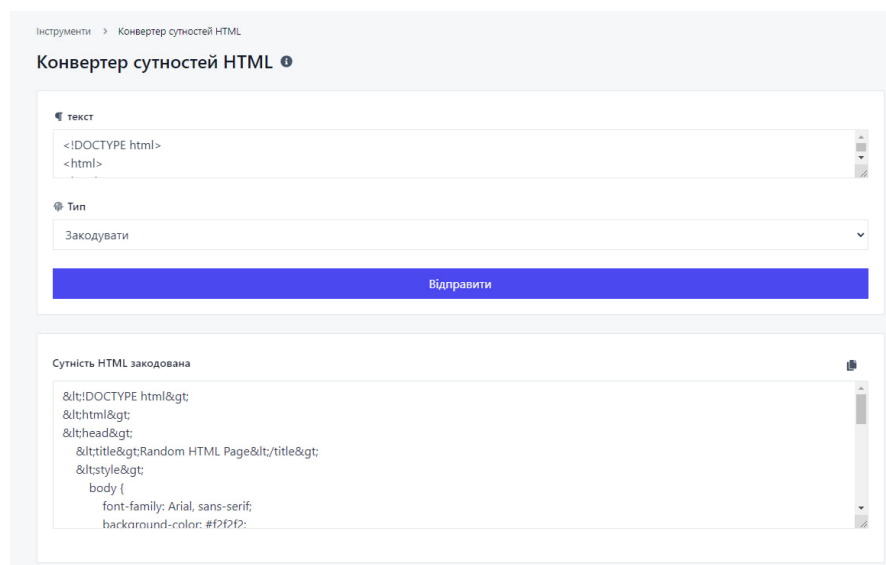 Інструменти > Конвертер сутностей HTML
Конвертер сутностей HTML
текст
<!DOCTYPE html>
<html>
Тип
Закодувати
Відправити
Сутність HTML закодована
&lt;!DOCTYPE html&gt;
&lt;html&gt;
&lt;head&gt;
&lt;title&gt;Random HTML Page&lt;/title&gt;
&lt;style&gt;
body {
font-family: Arial, sans-serif;
background-color: #f2f2f2;